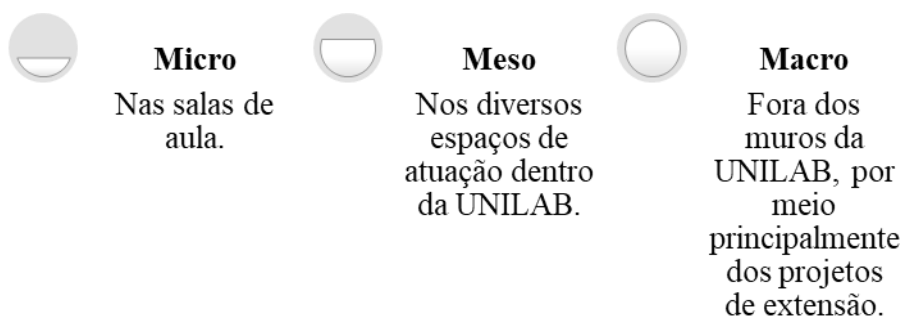 Micro
Nas salas de
aula.
Meso
Nos diversos
espaços de
atuação dentro
da UNILAB.
Macro
Fora dos
muros da
UNILAB, por
meio
principalmente
dos projetos
de extensão.